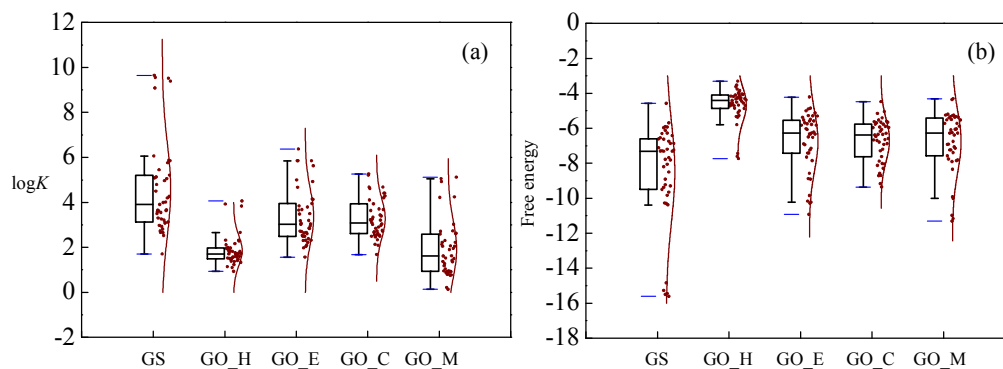 12
10
8
6
4
2
0
-2
logK
(a)
GS
GO_H
GO_E
GO_C
GO_M
-0
-2
-4
-6
-8
-10
-12
-14
-16
-18
Free energy
(b)
GS
GO_H
GO_E
GO_C
GO_M